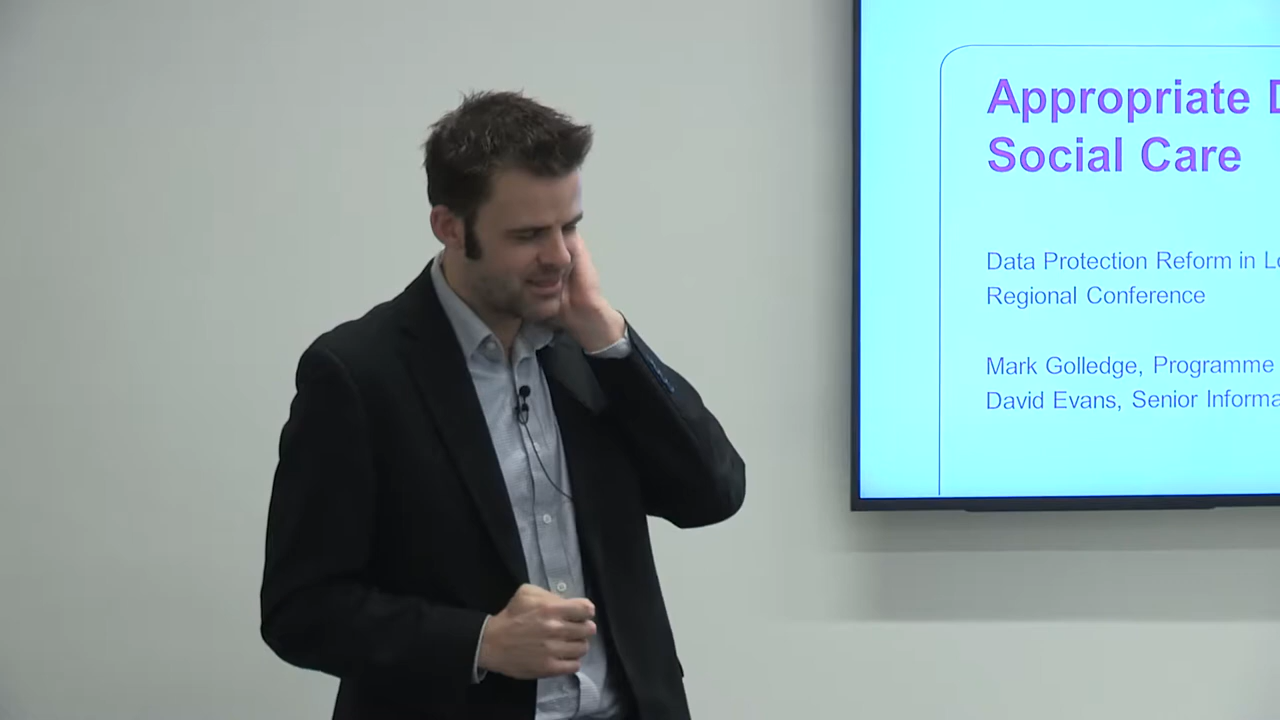 Appropriate
Social Care
Data Protection Reform in
Regional Conference
Mark Golledge, Programme
David Evans, Senior